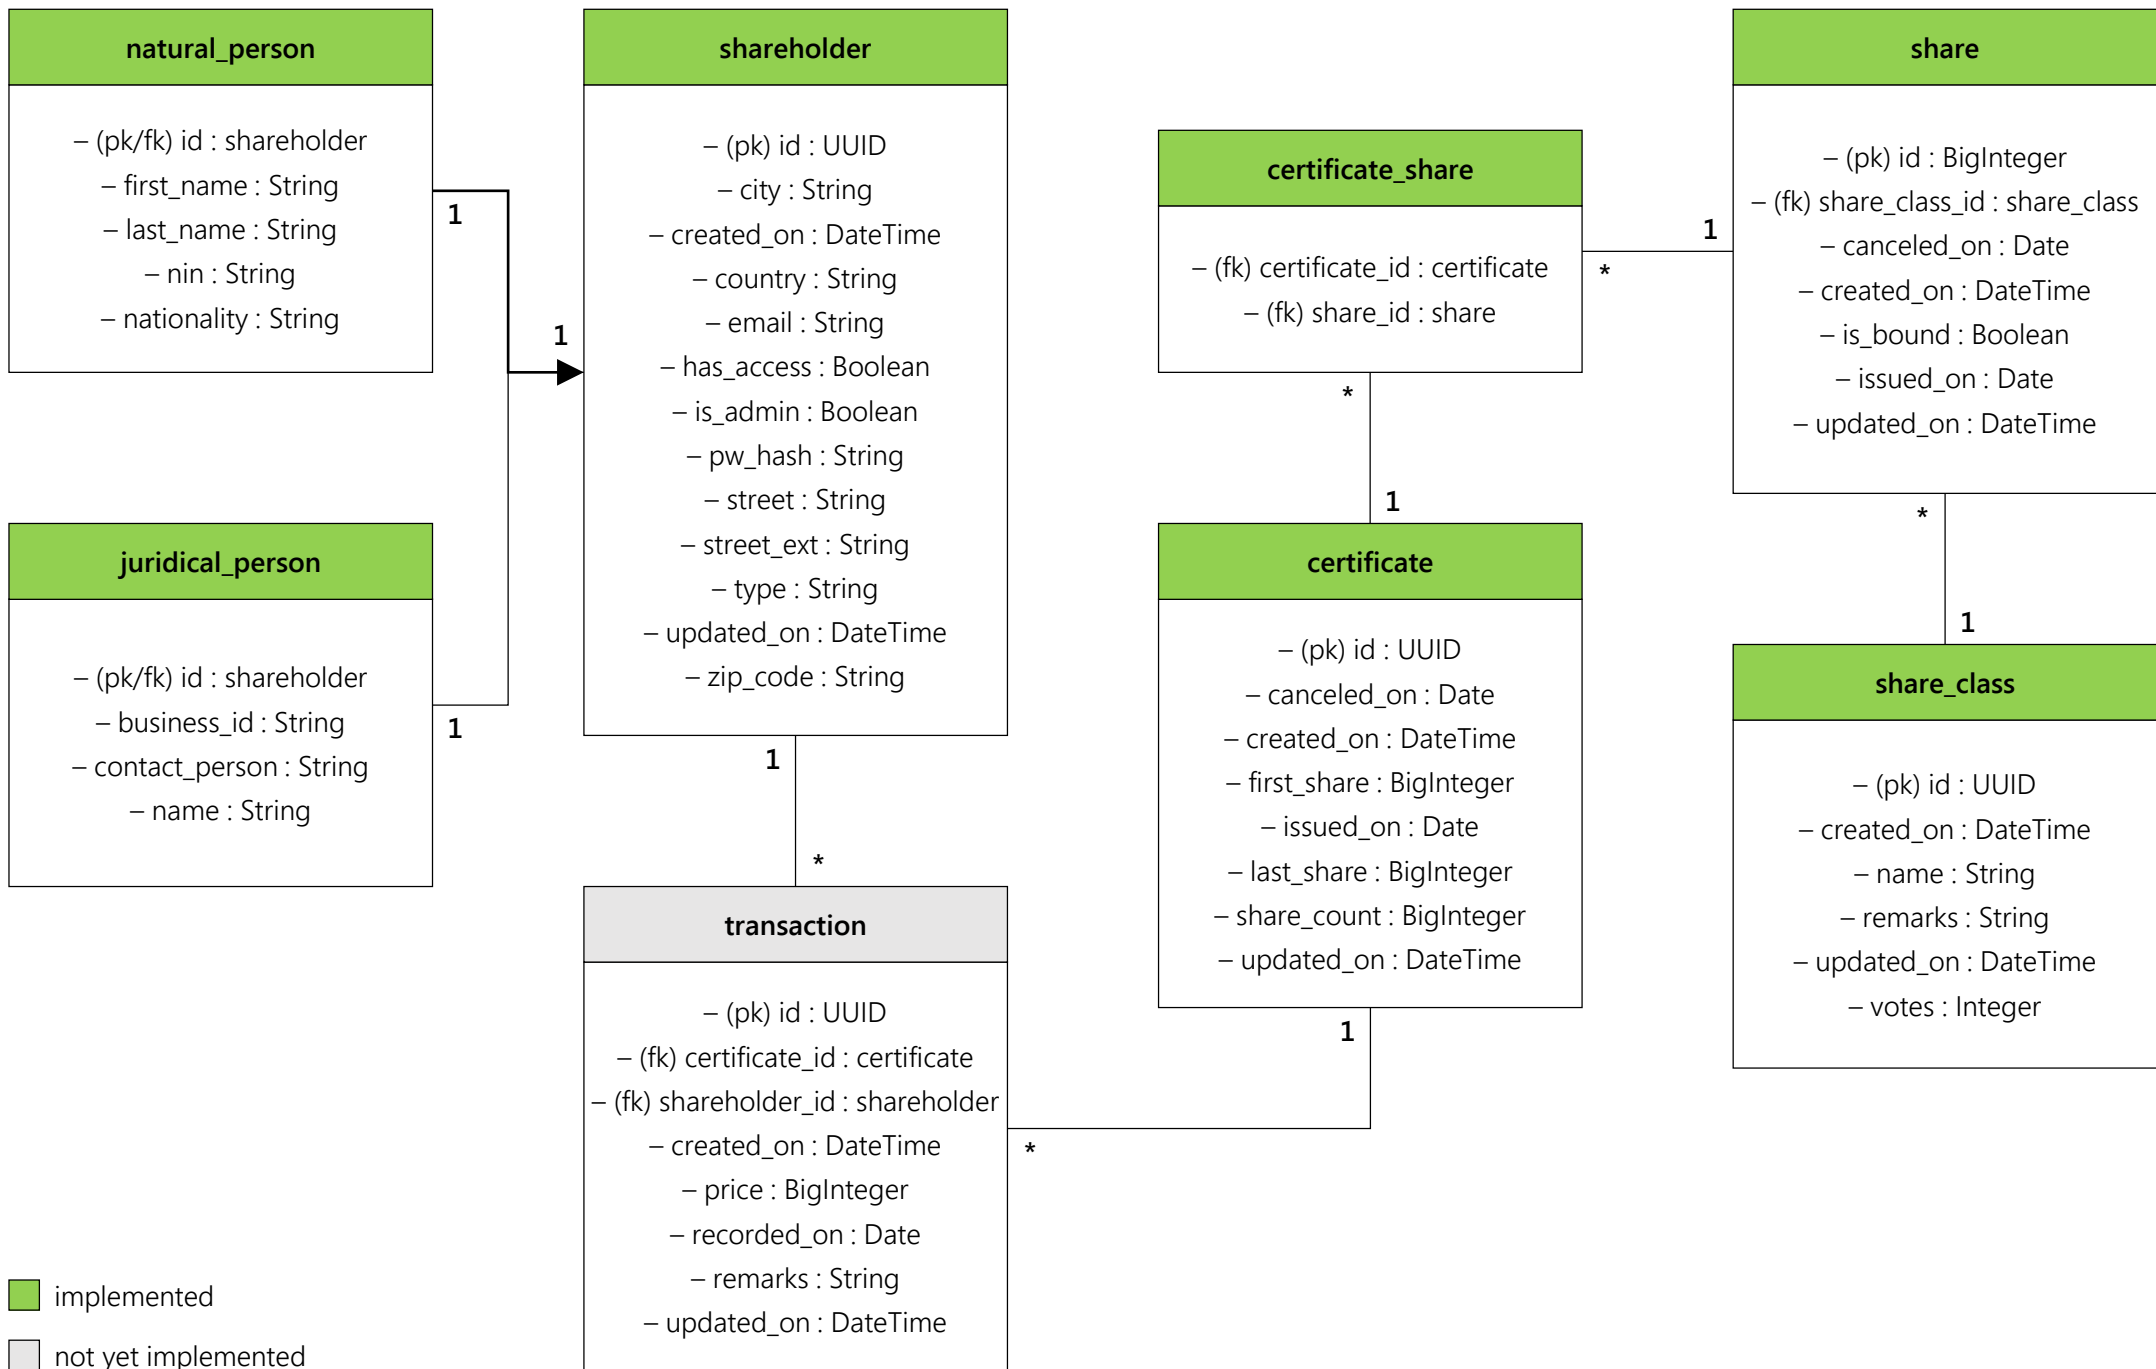 natural_person
– (pk/fk) id : shareholder
– first_name : String
– last_name : String
– nin : String
– nationality : String
1
juridical_person
– (pk/fk) id : shareholder
– business_id : String
– contact_person : String
– name : String
1
1
shareholder
– (pk) id : UUID
– city : String
– created_on : DateTime
– country : String
– email : String
– has_access : Boolean
– is_admin : Boolean
– pw_hash : String
– street : String
– street_ext : String
– type : String
– updated_on : DateTime
– zip_code : String
1
*
transaction
– (pk) id : UUID
– (fk) certificate_id : certificate
– (fk) shareholder_id : shareholder
– created_on : DateTime
– price : BigInteger
– recorded_on : Date
– remarks : String
– updated_on : DateTime
*
certificate_share
– (fk) certificate_id : certificate
– (fk) share_id : share
*
*
1
certificate
– (pk) id : UUID
– canceled_on : Date
– created_on : DateTime
– first_share : BigInteger
– issued_on : Date
– last_share : BigInteger
– share_count : BigInteger
– updated_on : DateTime
1
1
share
– (pk) id : BigInteger
– (fk) share_class_id : share_class
– canceled_on : Date
– created_on : DateTime
– is_bound : Boolean
– issued_on : Date
– updated_on : DateTime
*
1
share_class
– (pk) id : UUID
– created_on : DateTime
– name : String
– remarks : String
– updated_on : DateTime
– votes : Integer
implemented
not yet implemented